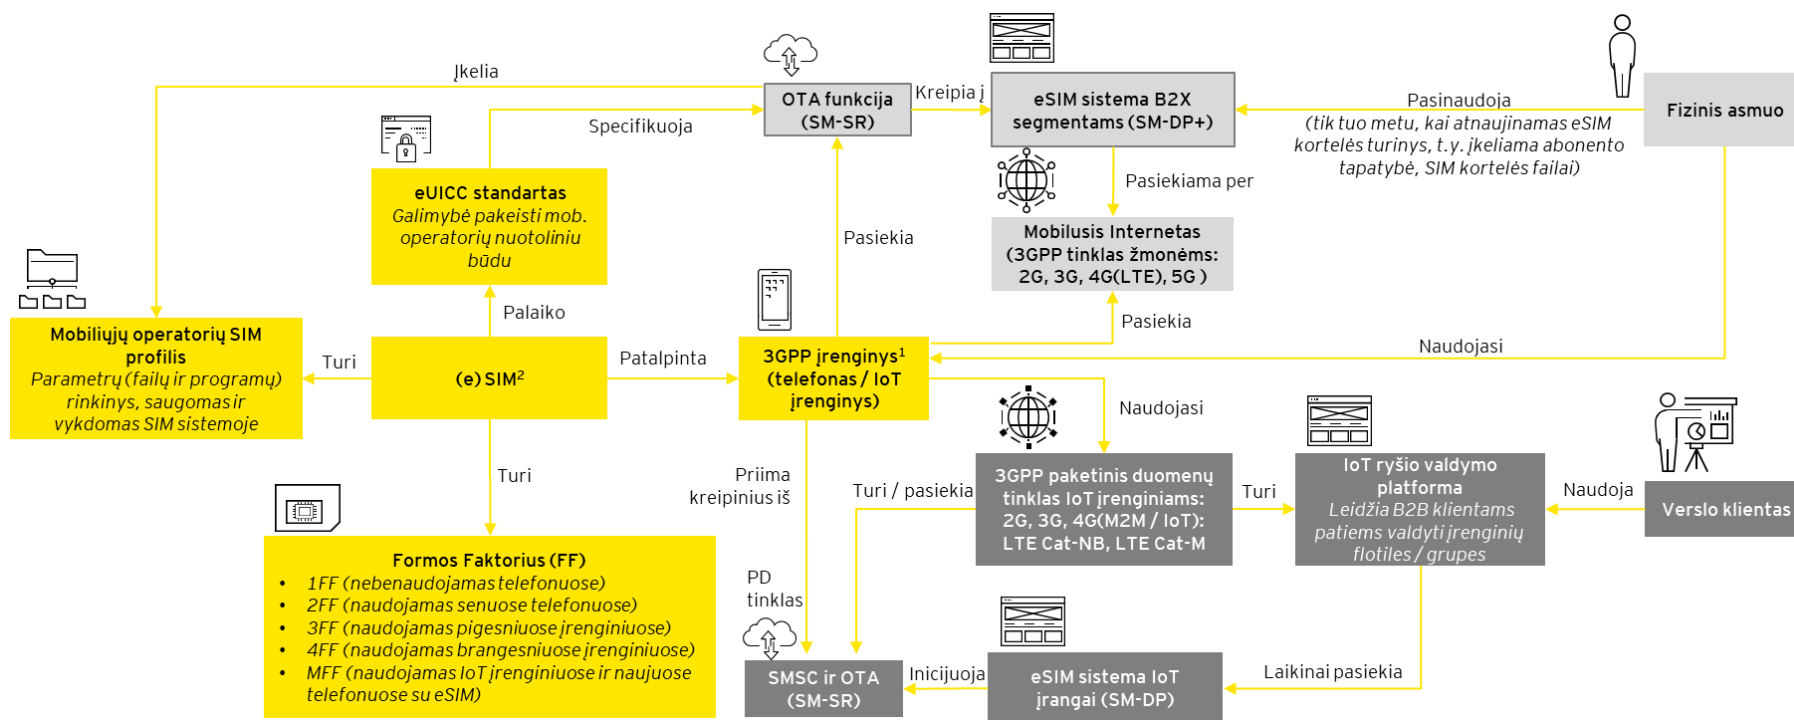 Įkelia
OTA funkcija
(SM-SR)
Kreipia į
eSIM sistema B2X
segmentams (SM-DP+)
Pasinaudoja
(tik tuo metu, kai atnaujinamas eSIM
kortelės turinys, t.y. įkeliama abonento
tapatybė, SIM kortelės failai)
Fizinis asmuo
Specifikuoja
eUICC standartas
Galimybė pakeisti mob.
operatorių nuotoliniu
būdu
Pasiekia
Pasiekiama per
Mobilusis Internetas
(3GPP tinklas žmonėms:
2G, 3G, 4G(LTE), 5G )
Palaiko
Pasiekia
Mobiliųjų operatorių SIM
profilis
Parametrų (failų ir programų)
rinkinys, saugomas ir
vykdomas SIM sistemoje
Turi
(e) SIM²
Patalpinta
3GPP įrenginys¹
(telefonas / IoT
įrenginys)
Naudojasi
Naudojasi
Turi
Priima
kreipinius iš
Turi / pasiekia
3GPP paketinis duomenų
tinklas IoT įrenginiams:
2G, 3G, 4G(M2M / IoT):
LTE Cat-NB, LTE Cat-M
Turi
IoT ryšio valdymo
platforma
Leidžia B2B klientams
patiems valdyti įrenginių
flotiles / grupes
Naudoja
Verslo klientas
Formos Faktorius (FF)
• 1FF (nebenaudojamas telefonuose)
• 2FF (naudojamas senuose telefonuose)
• 3FF (naudojamas pigesniuose įrenginiuose)
• 4FF (naudojamas brangesniuose įrenginiuose)
• MFF (naudojamas IoT įrenginiuose ir naujuose
telefonuose su eSIM)
PD
tinklas
SMSC ir OTA
(SM-SR)
Inicijuoja
eSIM sistema IoT
įrangai (SM-DP)
Laikinai pasiekia